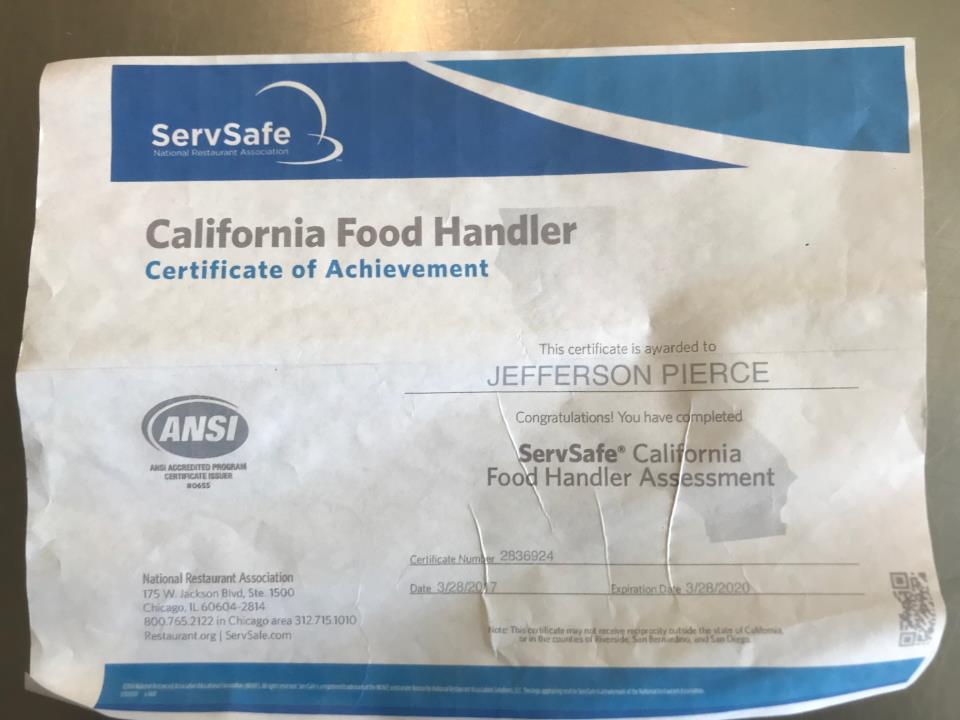 ServSafe
National Restaurant Association
California Food Handler
Certificate of Achievement
This certificate is awarded to
JEFFERSON PIERCE
Congratulations! You have completed
ServSafe® California
Food Handler Assessment
ANSI
ANSI ACCREDITED PROGRAM
CERTIFICATE ISSUER
#0655
Certificate Number 2836924
Date 3/28/2017 Expiration Date 3/28/2020
National Restaurant Association
175 W. Jackson Blvd, Ste. 1500
Chicago, IL 60604-2814
800.765.2122 in Chicago area 312.715.1010
Restaurant.org | ServSafe.com
Note: This certificate may not receive reciprocity outside the state of California,
or in the counties of Riverside, San Bernardino, and San Diego.